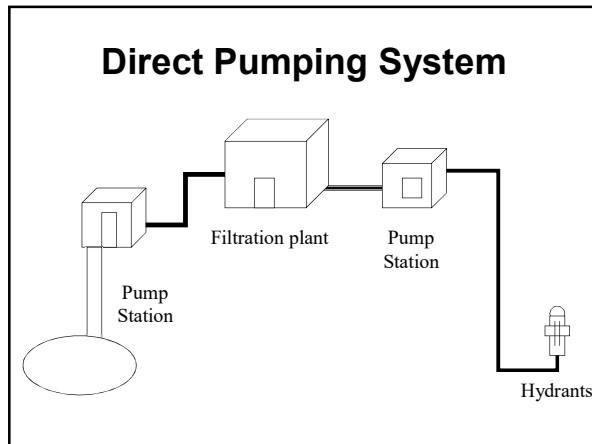 Direct Pumping System
Filtration plant
Pump
Station
Pump
Station
Hydrants